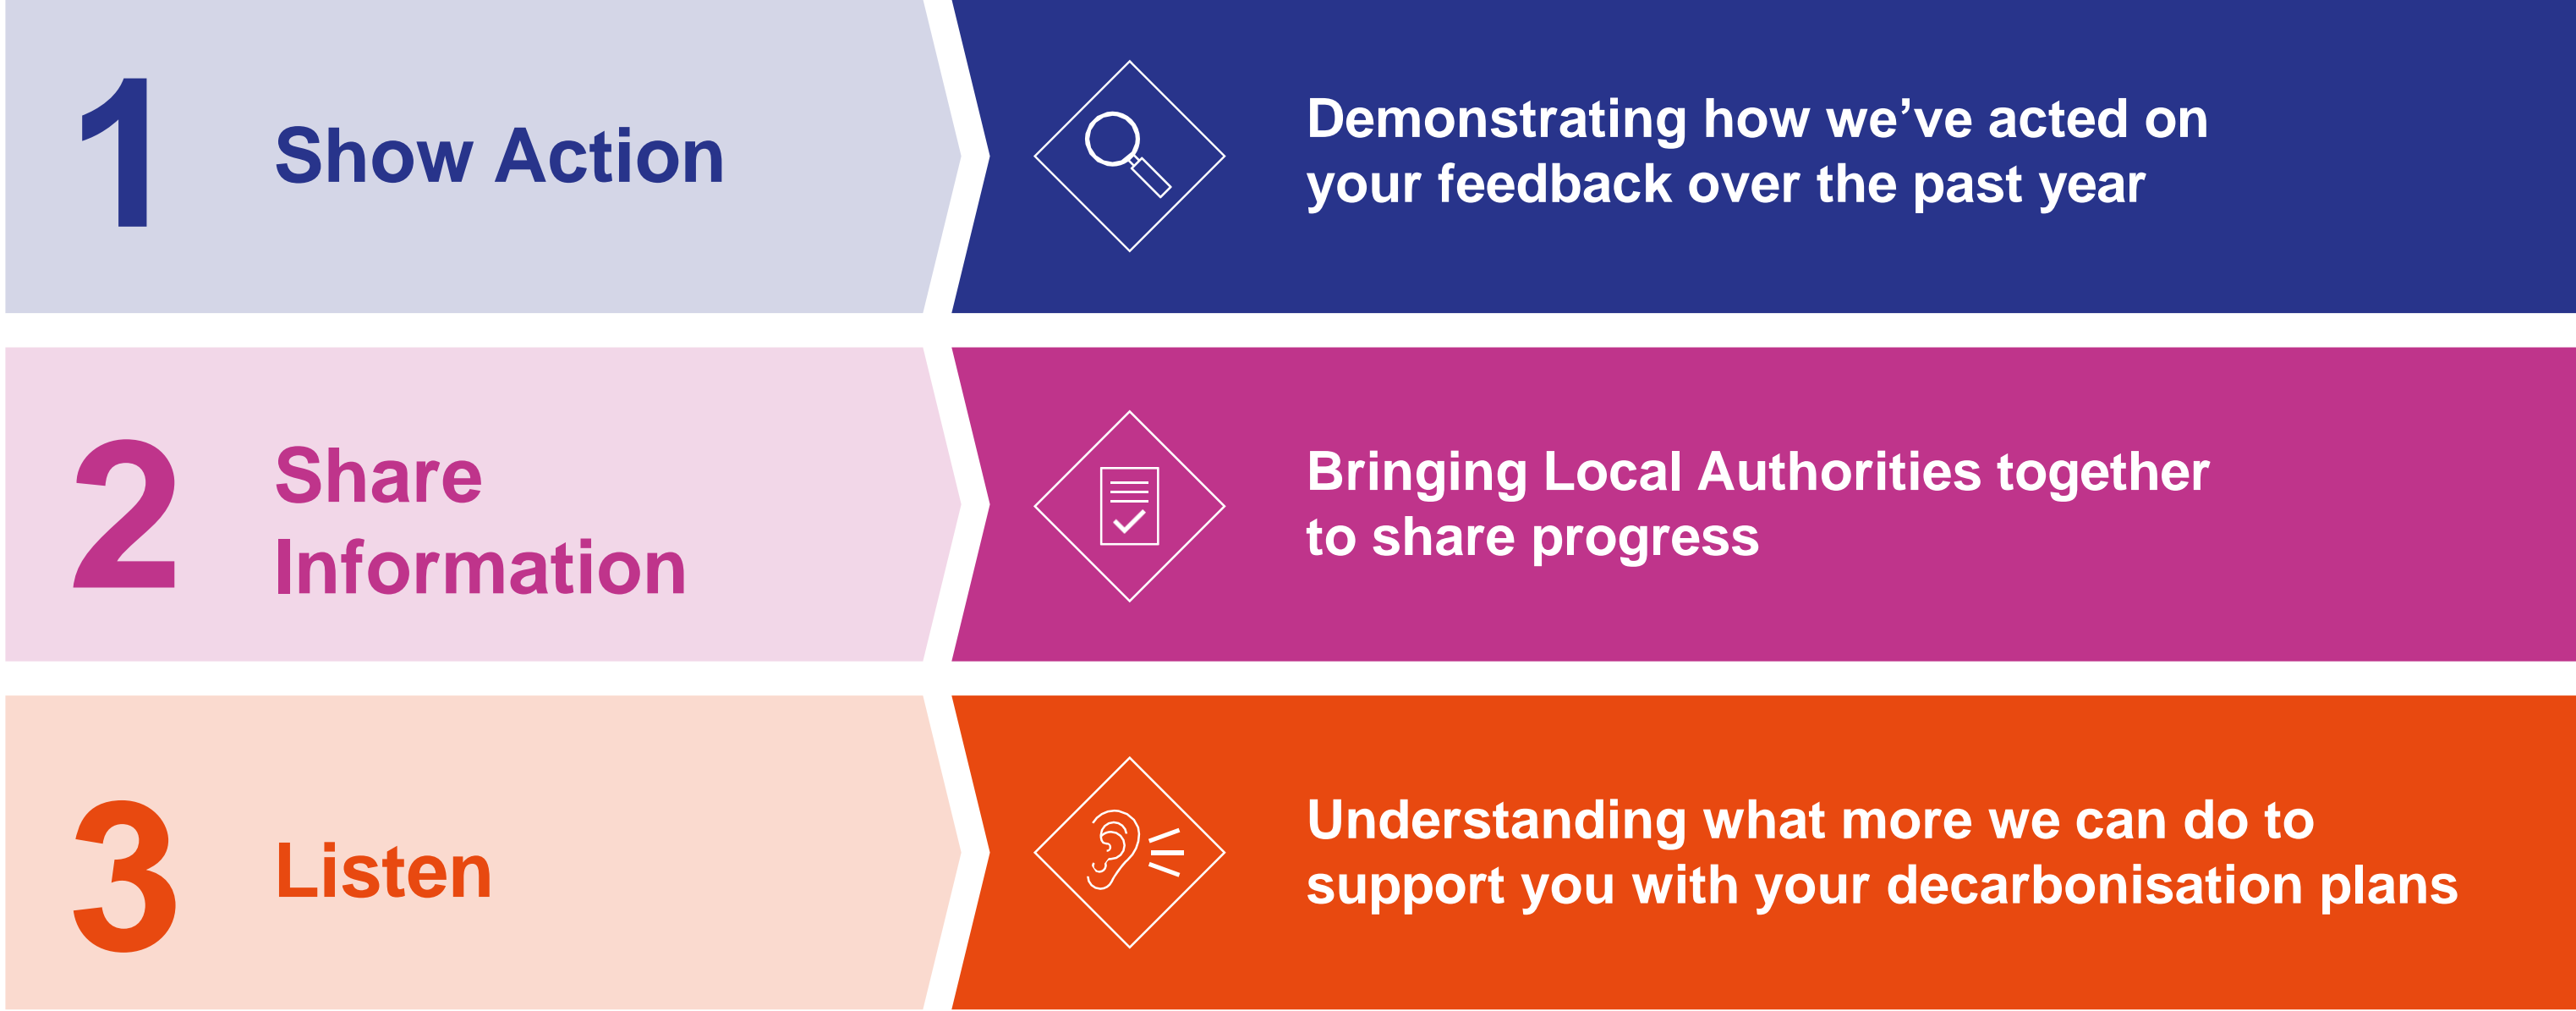 1
Show Action
Demonstrating how we’ve acted on
your feedback over the past year
2
Share
Information
Bringing Local Authorities together
to share progress
3
Listen
Understanding what more we can do to
support you with your decarbonisation plans